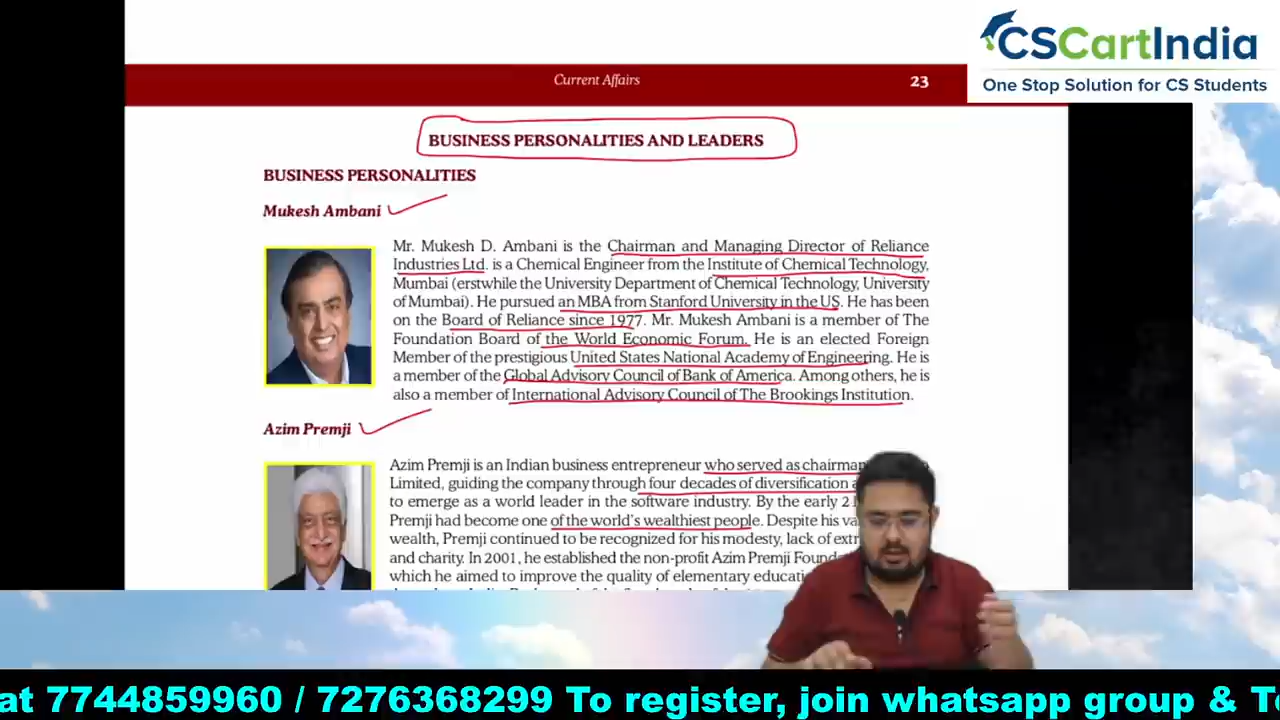 CSCartIndia
One Stop Solution for CS Students
Current Affairs
23
BUSINESS PERSONALITIES AND LEADERS
BUSINESS PERSONALITIES
Mukesh Ambani
Mr. Mukesh D. Ambani is the Chairman and Managing Director of Reliance
Industries Ltd. is a Chemical Engineer from the Institute of Chemical Technology,
Mumbai (erstwhile the University Department of Chemical Technology, University
of Mumbai). He pursued an MBA from Stanford University in the US. He has been
on the Board of Reliance since 1977. Mr. Mukesh Ambani is a member of The
Foundation Board of the World Economic Forum. He is an elected Foreign
Member of the prestigious United States National Academy of Engineering. He is
a member of the Global Advisory Council of Bank of America. Among others, he is
also a member of International Advisory Council of The Brookings Institution.
Azim Premji
Azim Premji is an Indian business entrepreneur who served as chairman
Limited, guiding the company through four decades of diversification
to emerge as a world leader in the software industry. By the early
Premji had become one of the world's wealthiest people. Despite his
wealth, Premji continued to be recognized for his modesty, lack of
and charity. In 2001, he established the non-profit Azim Premji
which he aimed to improve the quality of elementary
at 7744859960 / 7276368299 To register, join whatsapp group &